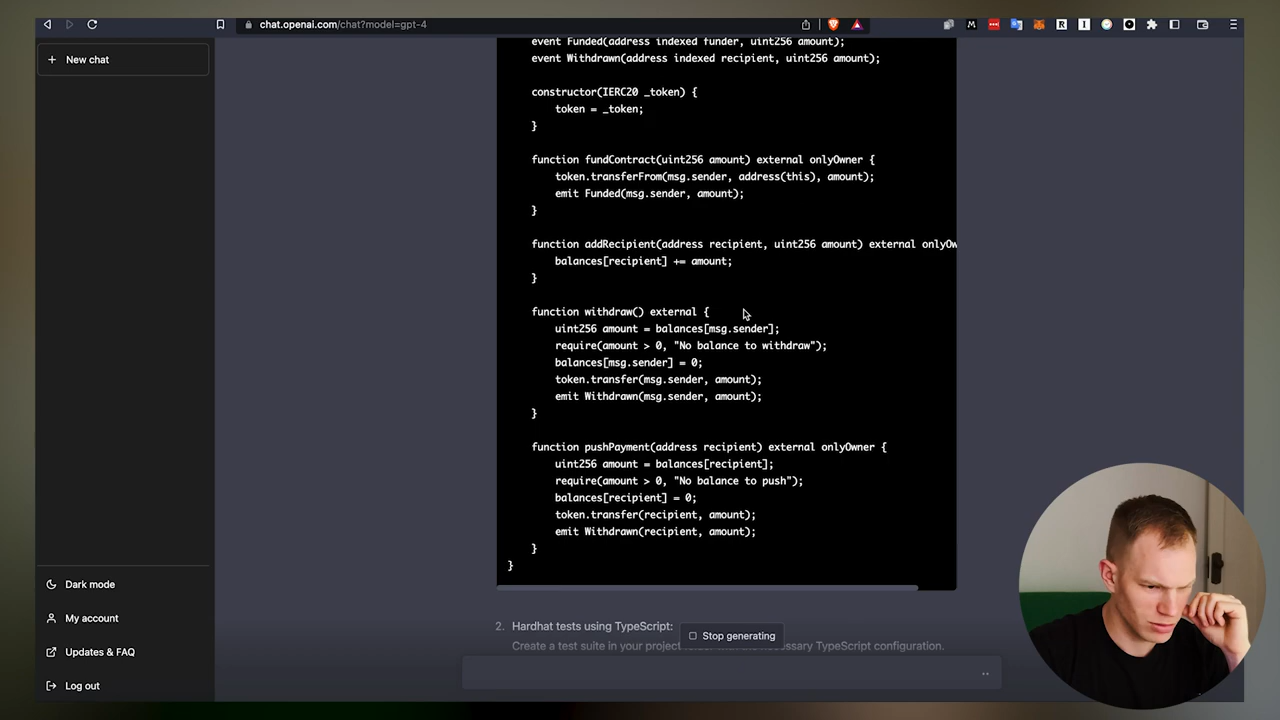 chat.openai.com/chat?model=gpt-4
New chat
event Funded(address indexed funder, uint256 amount);
event Withdrawn(address indexed recipient, uint256 amount);
constructor(IERC20 _token) {
token = _token;
}
function fundContract(uint256 amount) external onlyOwner {
token.transferFrom(msg.sender, address(this), amount);
emit Funded(msg.sender, amount);
}
function addRecipient(address recipient, uint256 amount) external onlyOw
balances[recipient] += amount;
}
function withdraw() external {
uint256 amount = balances[msg.sender];
require(amount > 0, "No balance to withdraw");
balances[msg.sender] = 0;
token.transfer(msg.sender, amount);
emit Withdrawn(msg.sender, amount);
}
function pushPayment(address recipient) external onlyOwner {
uint256 amount = balances[recipient];
require(amount > 0, "No balance to push");
balances[recipient] = 0;
token.transfer(recipient, amount);
emit Withdrawn(recipient, amount);
}
}
2. Hardhat tests using TypeScript:
Stop generating
Create a test suite in your project necessary TypeScript configuration.
Dark mode
My account
Updates & FAQ
Log out